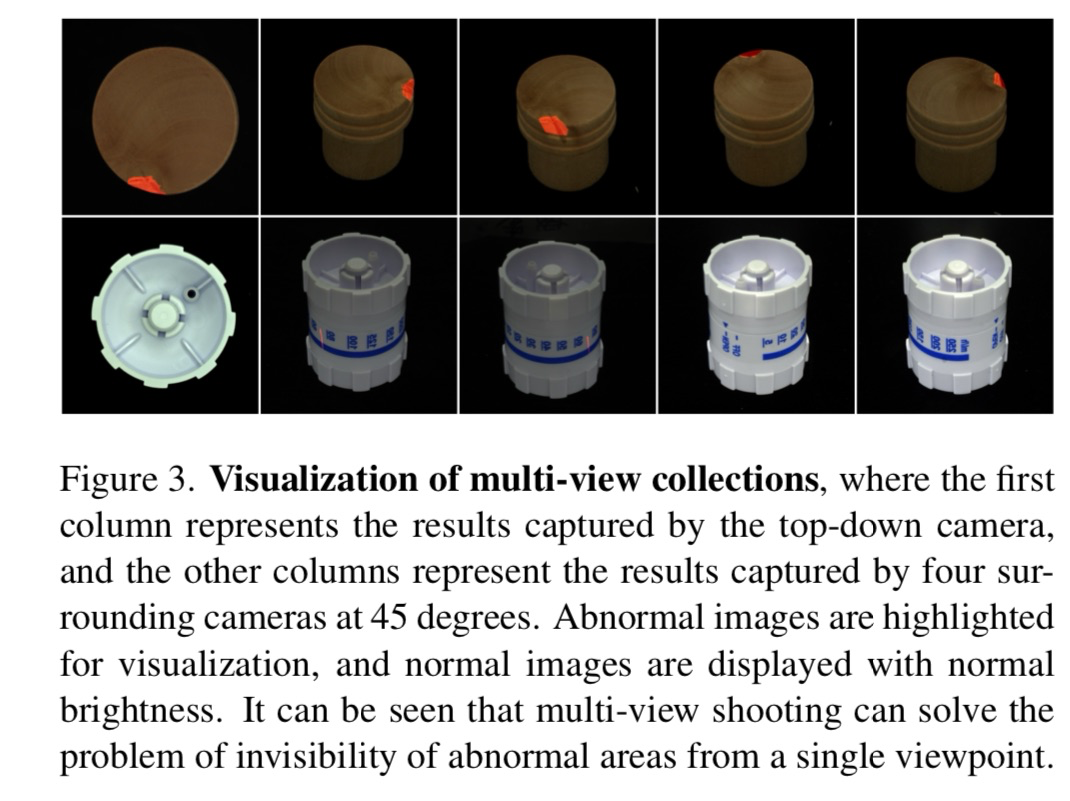 Figure 3. Visualization of multi-view collections, where the first
column represents the results captured by the top-down camera,
and the other columns represent the results captured by four sur-
rounding cameras at 45 degrees. Abnormal images are highlighted
for visualization, and normal images are displayed with normal
brightness. It can be seen that multi-view shooting can solve the
problem of invisibility of abnormal areas from a single viewpoint.